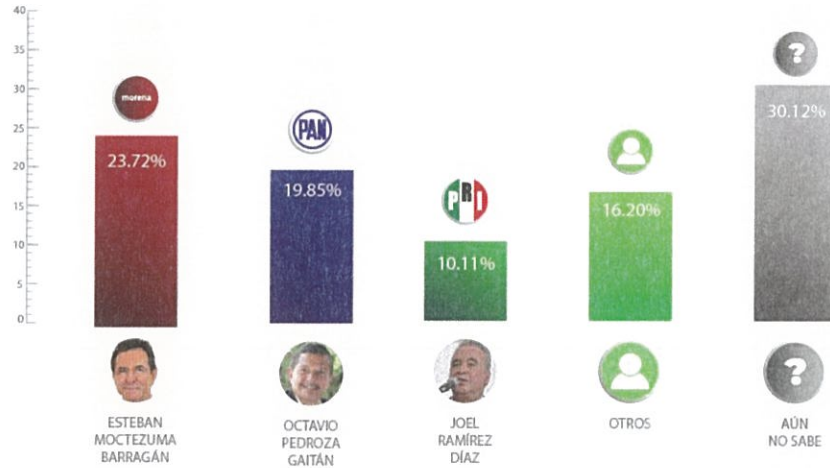 40
35
30
25
20
15
10
5
0
morena
23.72%
PAN
19.85%
PRI
10.11%
16.20%
?
30.12%
ESTEBAN
MOCTEZUMA
BARRAGÁN
OCTAVIO
PEDROZA
GAITÁN
JOEL
RAMÍREZ
DÍAZ
OTROS
?
AÚN
NO SABE